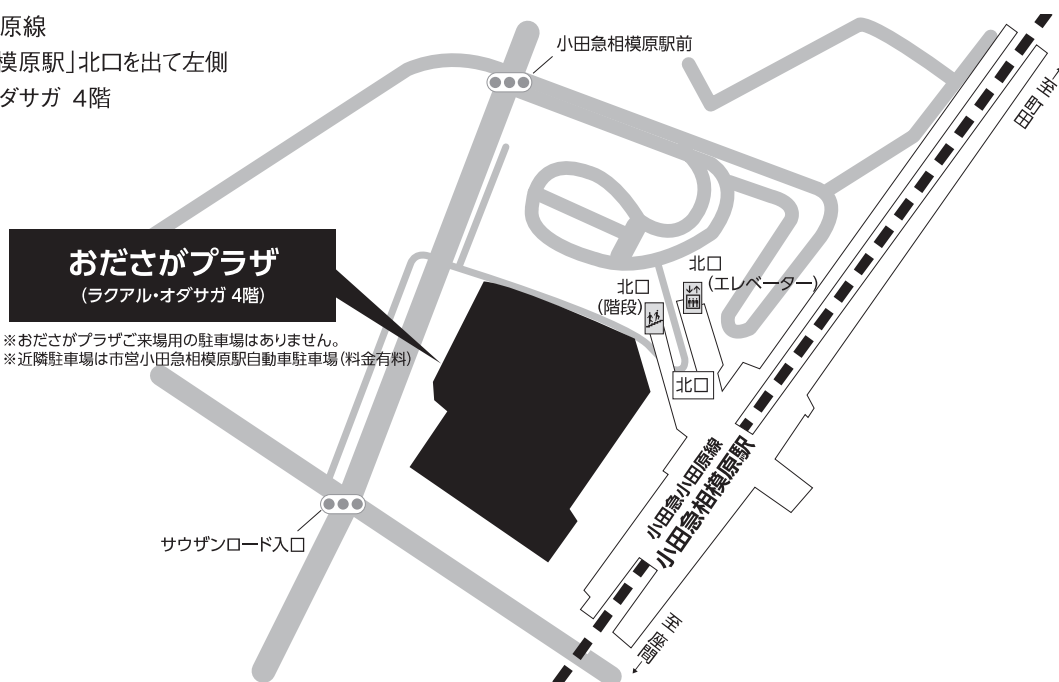 原線
模原駅」北口を出て左側
ダサガ 4階
小田急相模原駅前
至 町田
おださがプラザ
(ラクアル・オダサガ 4階)
※おださがプラザご来場用の駐車場はありません。
※近隣駐車場は市営小田急相模原駅自動車駐車場(料金有料)
北口
(エレベーター)
北口
(階段)
北口
小田急小田原線
小田急相模原駅
サウザンロード入口
←至 座間